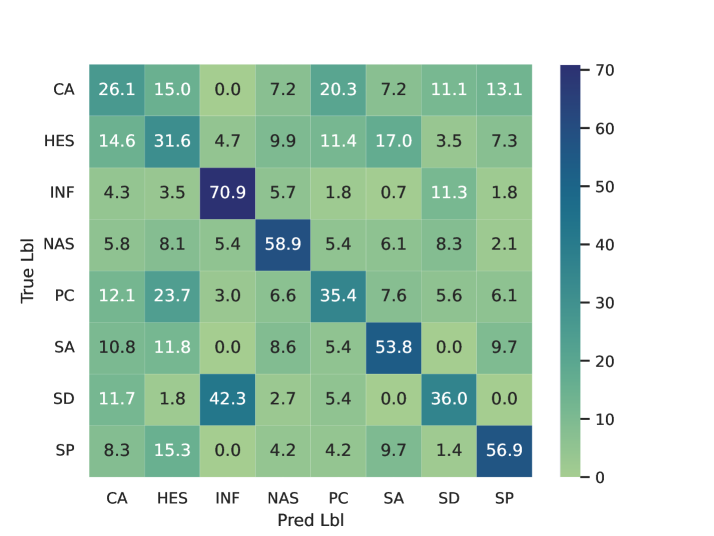 CA 26.1 15.0 0.0 7.2 20.3 7.2 11.1 13.1
HES 14.6 31.6 4.7 9.9 11.4 17.0 3.5 7.3
INF 4.3 3.5 70.9 5.7 1.8 0.7 11.3 1.8
NAS 5.8 8.1 5.4 58.9 5.4 6.1 8.3 2.1
PC 12.1 23.7 3.0 6.6 35.4 7.6 5.6 6.1
SA 10.8 11.8 0.0 8.6 5.4 53.8 0.0 9.7
SD 11.7 1.8 42.3 2.7 5.4 0.0 36.0 0.0
SP 8.3 15.3 0.0 4.2 4.2 9.7 1.4 56.9
CA HES INF NAS PC SA SD SP
Pred Lbl
True Lbl
70
60
50
40
30
20
10
0